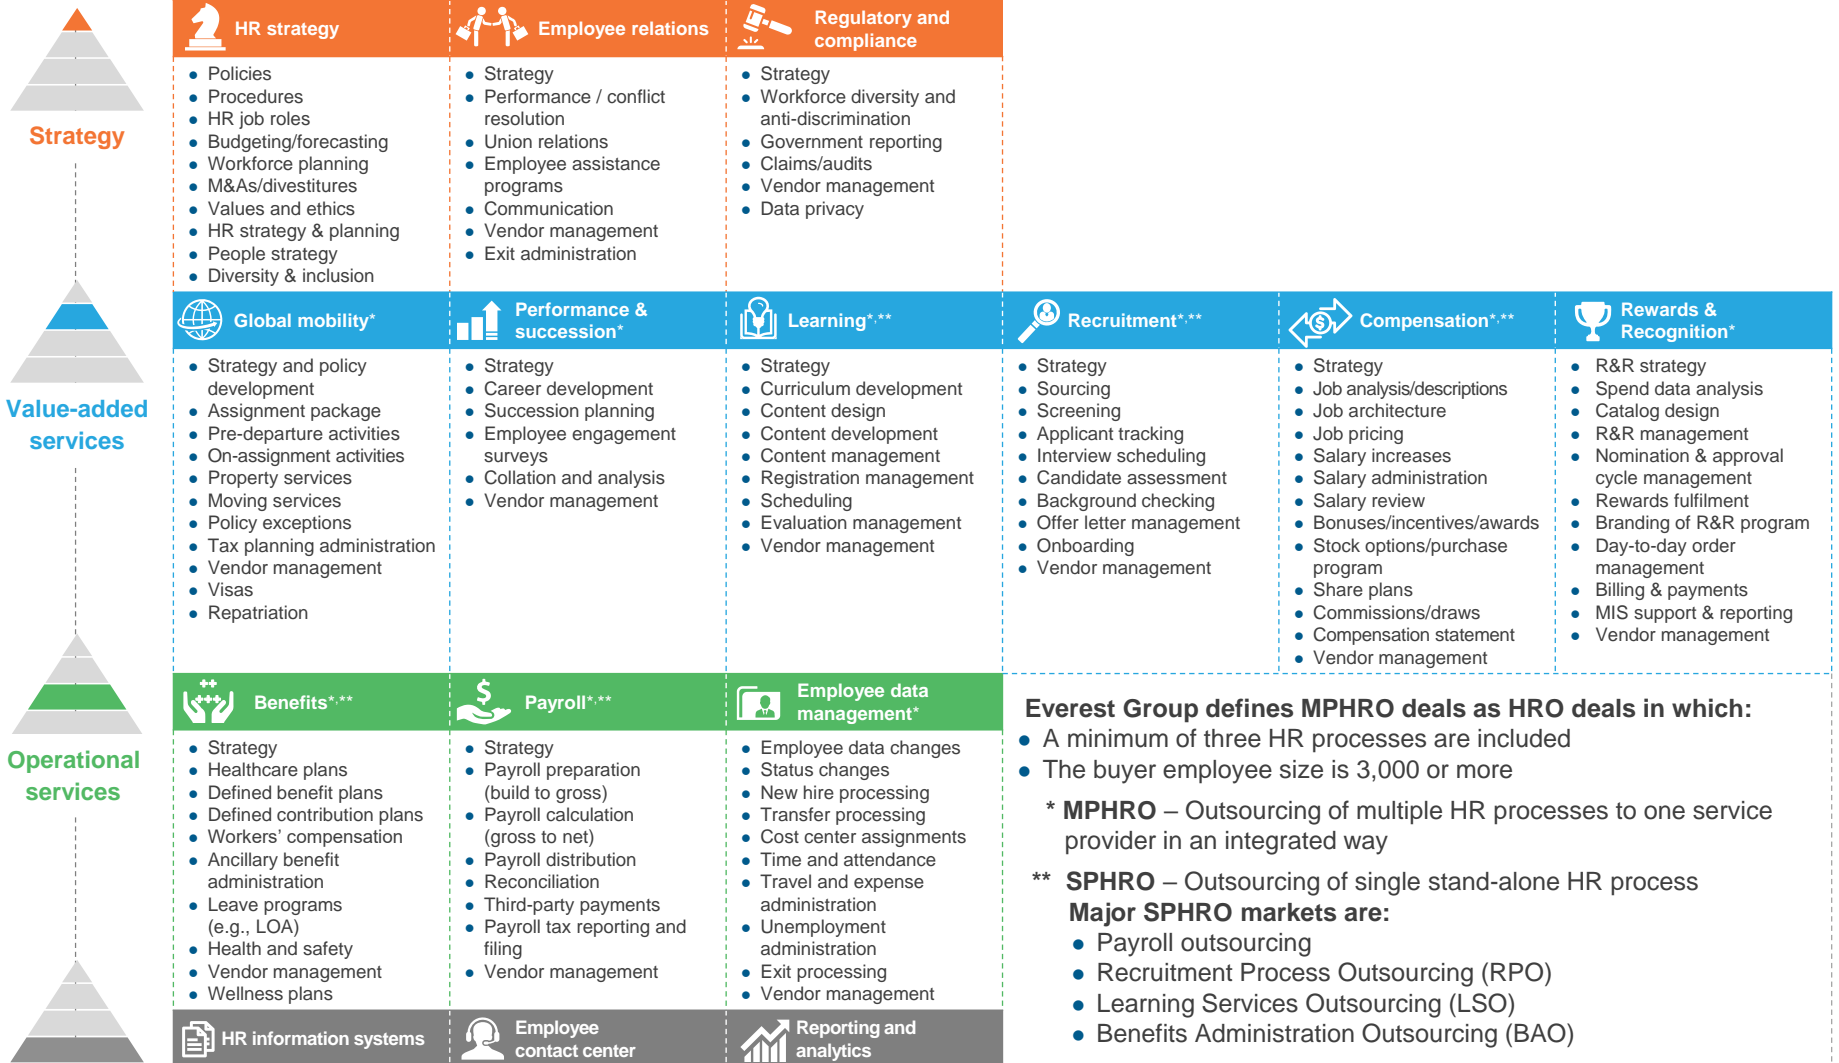 Strategy
HR strategy
● Policies
● Procedures
● HR job roles
● Budgeting/forecasting
● Workforce planning
● M&As/divestitures
● Values and ethics
● HR strategy & planning
● People strategy
● Diversity & inclusion
Employee relations
● Strategy
● Performance / conflict
resolution
● Union relations
● Employee assistance
programs
● Communication
● Vendor management
● Exit administration
Regulatory and
compliance
● Strategy
● Workforce diversity and
anti-discrimination
● Government reporting
● Claims/audits
● Vendor management
● Data privacy
Value-added
services
Global mobility*
● Strategy and policy
development
● Assignment package
● Pre-departure activities
● On-assignment activities
● Property services
● Moving services
● Policy exceptions
● Tax planning administration
● Vendor management
● Visas
● Repatriation
Performance &
succession*
● Strategy
● Career development
● Succession planning
● Employee engagement
surveys
● Collation and analysis
● Vendor management
Learning*,**
● Strategy
● Curriculum development
● Content design
● Content development
● Content management
● Registration management
● Scheduling
● Evaluation management
● Vendor management
Recruitment*,**
● Strategy
● Sourcing
● Screening
● Applicant tracking
● Interview scheduling
● Candidate assessment
● Background checking
● Offer letter management
● Onboarding
● Vendor management
Compensation*,**
● Strategy
● Job analysis/descriptions
● Job architecture
● Job pricing
● Salary increases
● Salary administration
● Salary review
● Bonuses/incentives/awards
● Stock options/purchase
program
● Share plans
● Commissions/draws
● Compensation statement
● Vendor management
Rewards &
Recognition*
● R&R strategy
● Spend data analysis
● Catalog design
● R&R management
● Nomination & approval
cycle management
● Rewards fulfilment
● Branding of R&R program
● Day-to-day order
management
● Billing & payments
● MIS support & reporting
● Vendor management
Operational
services
Benefits*,**
● Strategy
● Healthcare plans
● Defined benefit plans
● Defined contribution plans
● Workers’ compensation
● Ancillary benefit
administration
● Leave programs
(e.g., LOA)
● Health and safety
● Vendor management
● Wellness plans
$
Payroll*,**
● Strategy
● Payroll preparation
(build to gross)
● Payroll calculation
(gross to net)
● Payroll distribution
● Reconciliation
● Third-party payments
● Payroll tax reporting and
filing
● Vendor management
Employee data
management*
● Employee data changes
● Status changes
● New hire processing
● Transfer processing
● Cost center assignments
● Time and attendance
● Travel and expense
administration
● Unemployment
administration
● Exit processing
● Vendor management
Everest Group defines MPHRO deals as HRO deals in which:
● A minimum of three HR processes are included
● The buyer employee size is 3,000 or more
* MPHRO – Outsourcing of multiple HR processes to one service
provider in an integrated way
** SPHRO – Outsourcing of single stand-alone HR process
Major SPHRO markets are:
● Payroll outsourcing
● Recruitment Process Outsourcing (RPO)
● Learning Services Outsourcing (LSO)
● Benefits Administration Outsourcing (BAO)
HR information systems
Employee
contact center
Reporting and
analytics